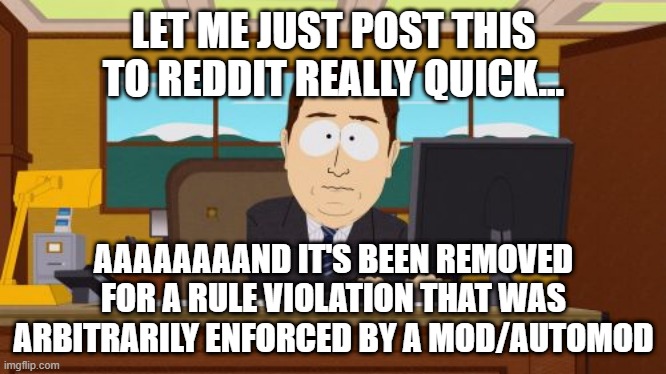 LET ME JUST POST THIS
TO REDDIT REALLY QUICK...
AAAAAAAAND IT'S BEEN REMOVED
FOR A RULE VIOLATION THAT WAS
ARBITRARILY ENFORCED BY A MOD/AUTOMOD
imgflip.com